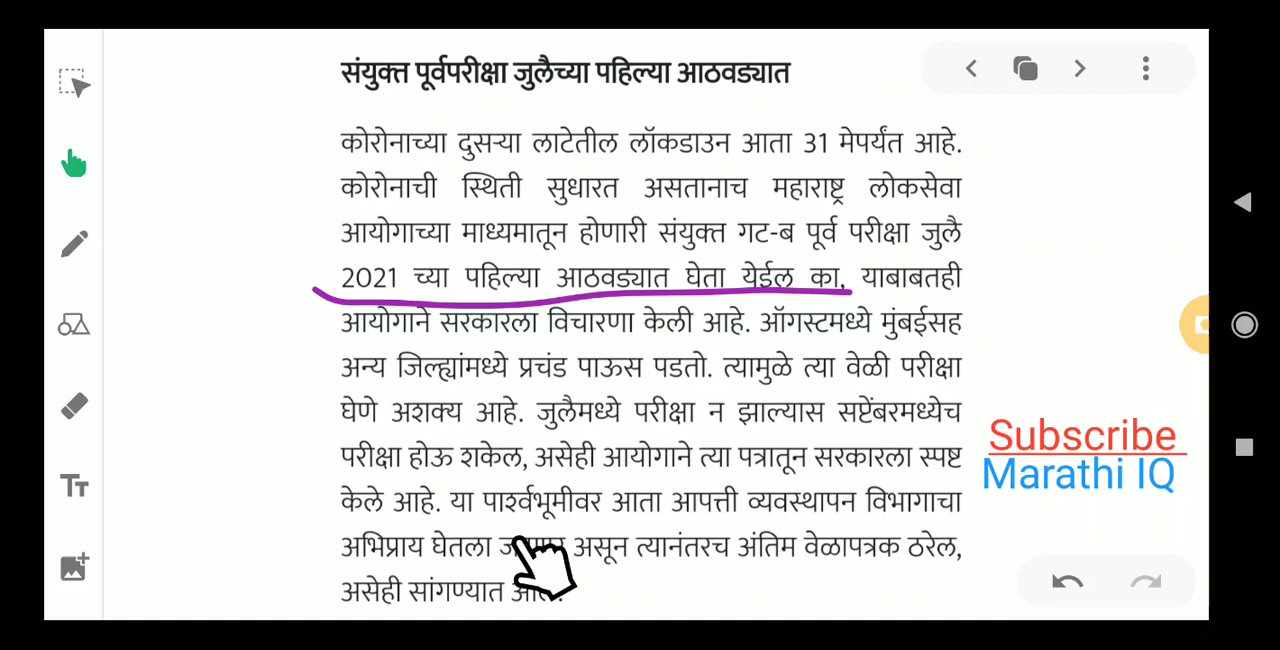 संयुक्त पूर्वपरीक्षा जुलैच्या पहिल्या आठवड्यात
कोरोनाच्या दुसऱ्या लाटेतील लॉकडाउन आता 31 मेपर्यंत आहे.
कोरोनाची स्थिती सुधारत असतानाच महाराष्ट्र लोकसेवा
आयोगाच्या माध्यमातून होणारी संयुक्त गट-ब पूर्व परीक्षा जुलै
2021 च्या पहिल्या आठवड्यात घेता येईल का, याबाबतही
आयोगाने सरकारला विचारणा केली आहे. ऑगस्टमध्ये मुंबईसह
अन्य जिल्ह्यांमध्ये प्रचंड पाऊस पडतो. त्यामुळे त्या वेळी परीक्षा
घेणे अशक्य आहे. जुलैमध्ये परीक्षा न झाल्यास सप्टेंबरमध्येच
परीक्षा होऊ शकेल, असेही आयोगाने त्या पत्रातून सरकारला स्पष्ट
केले आहे. या पार्श्वभूमीवर आता आपत्ती व्यवस्थापन विभागाचा
अभिप्राय घेतला असून त्यानंतरच अंतिम वेळापत्रक ठरेल,
असेही सांगण्यात
Subscribe
Marathi IQ
TT